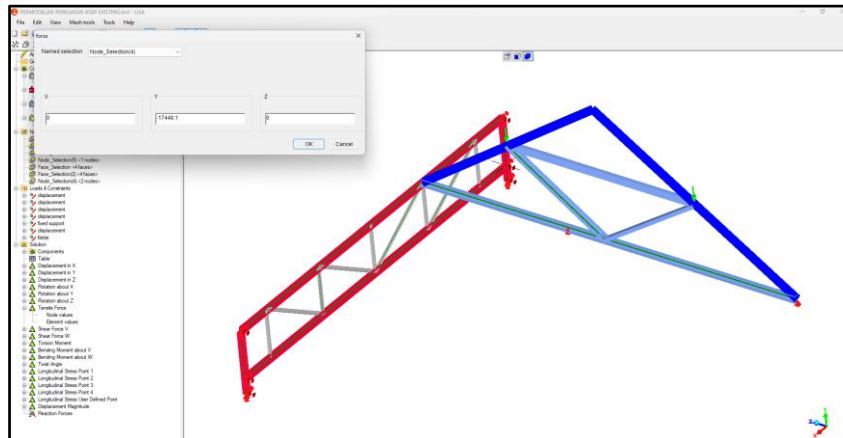 PERMODELAN PERKUATAN ATAP EXISTING.liml - LISA
File Edit View Mesh tools Tools Help
force
Named selection Node_Selection(4)
X Y Z
0 -17448.1 0
OK Cancel
Node_Selection(5) <1 nodes>
Face_Selection <4 faces>
Face_Selection(2) <4 faces>
Node_Selection(4) <2 nodes>
Loads & Constraints
displacement
displacement
displacement
displacement
fixed support
displacement
force
Solution
Components
Table
Displacement in X
Displacement in Y
Displacement in Z
Rotation about X
Rotation about Y
Rotation about Z
Tensile Force
Node values
Element values
Shear Force V
Shear Force W
Torsion Moment
Bending Moment about V
Bending Moment about W
Twist Angle
Longitudinal Stress Point 1
Longitudinal Stress Point 2
Longitudinal Stress Point 3
Longitudinal Stress Point 4
Longitudinal Stress User Defined Point
Displacement Magnitude
Reaction Forces